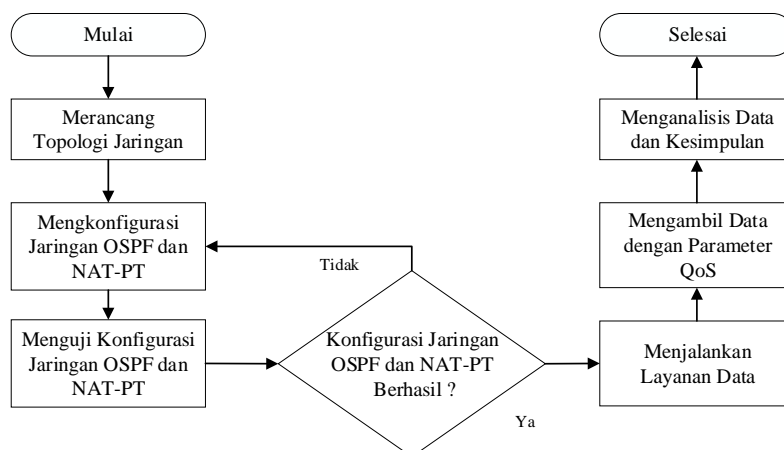 Mulai
Merancang
Topologi Jaringan
Mengkonfigurasi
Jaringan OSPF dan
NAT-PT
Menguji Konfigurasi
Jaringan OSPF dan
NAT-PT
Tidak
Konfigurasi Jaringan
OSPF dan NAT-PT
Berhasil ?
Ya
Menjalankan
Layanan Data
Mengambil Data
dengan Parameter
QoS
Menganalisis Data
dan Kesimpulan
Selesai